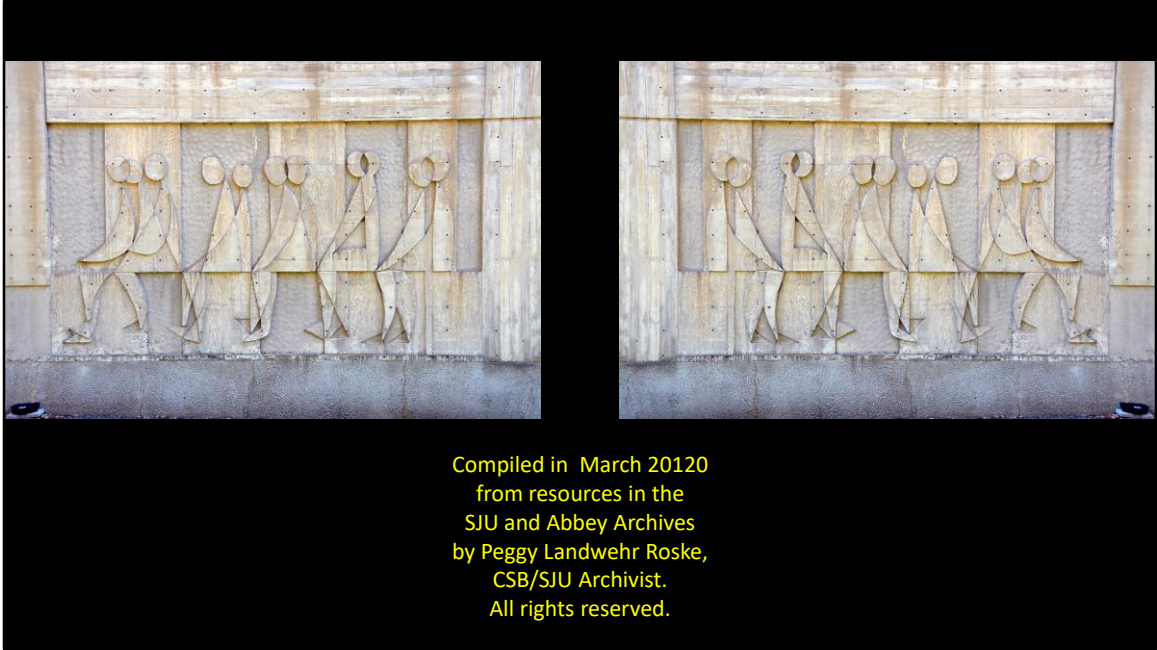 Compiled in  March 20120
from resources in the
SJU and Abbey Archives
by Peggy Landwehr Roske,
CSB/SJU Archivist.
All rights reserved.